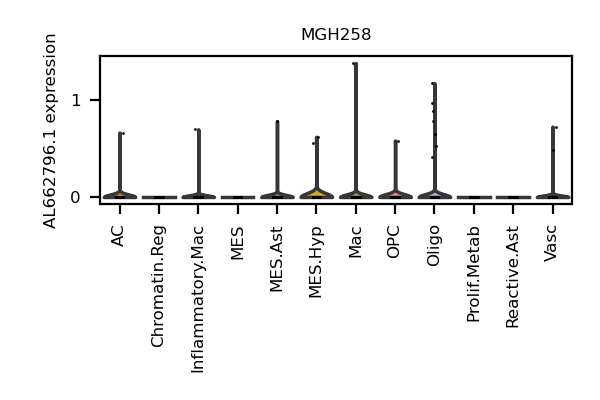 MGH258
AL662796.1 expression
1
0
AC
Chromatin.Reg
Inflammatory.Mac
MES
MES.Ast
MES.Hyp
Mac
OPC
Oligo
Prolif.Metab
Reactive.Ast
Vasc